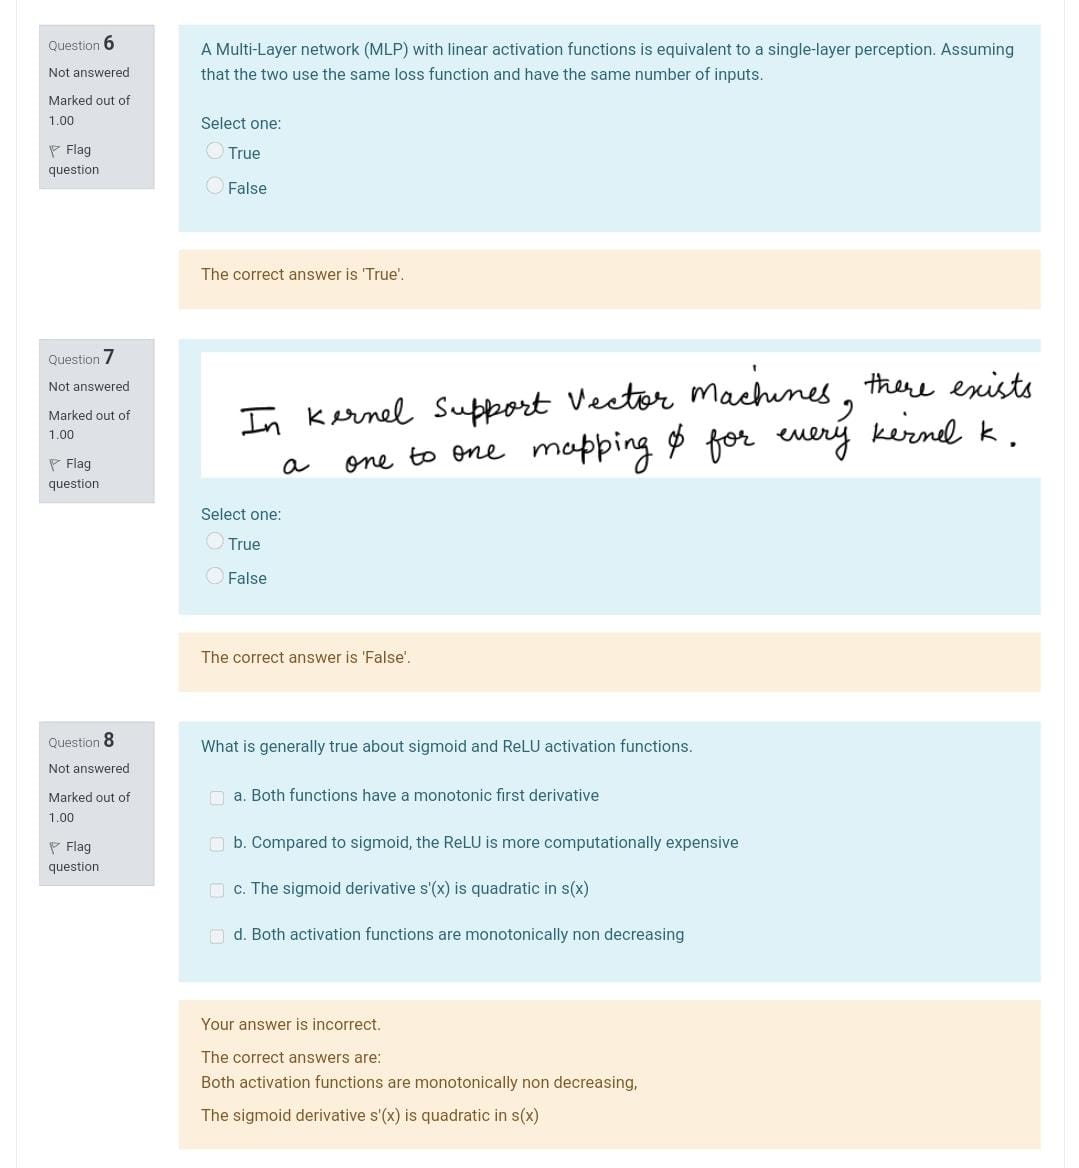 Question 6
Not answered
Marked out of
1.00
Flag
question
A Multi-Layer network (MLP) with linear activation functions is equivalent to a single-layer perception. Assuming
that the two use the same loss function and have the same number of inputs.
Select one:
True
False
The correct answer is 'True'.
Question 7
Not answered
Marked out of
1.00
Flag
question
In Kernel Support Vector Machines, there exists
a one to one mapping ϕ for every kernel k.
Select one:
True
False
The correct answer is 'False'.
Question 8
Not answered
Marked out of
1.00
Flag
question
What is generally true about sigmoid and ReLU activation functions.
a. Both functions have a monotonic first derivative
b. Compared to sigmoid, the ReLU is more computationally expensive
c. The sigmoid derivative s'(x) is quadratic in s(x)
d. Both activation functions are monotonically non decreasing
Your answer is incorrect.
The correct answers are:
Both activation functions are monotonically non decreasing,
The sigmoid derivative s'(x) is quadratic in s(x)